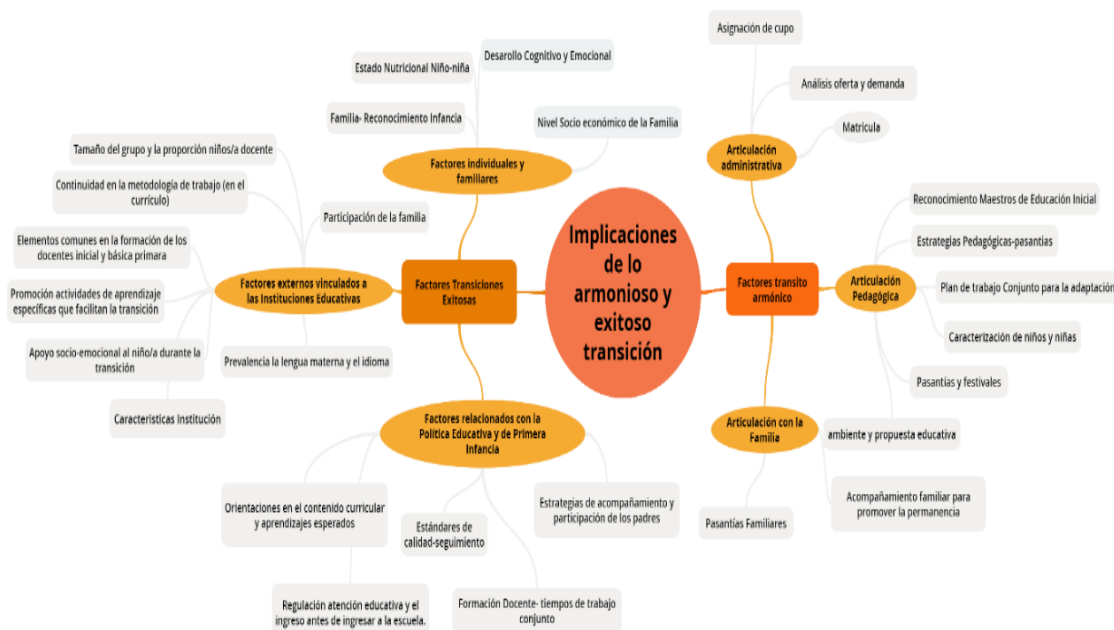 Implicaciones
de lo
armonioso y
exitoso
transición
Factores Transiciones
Exitosas
Factores individuales y
familiares
Estado Nutricional Niño-niña
Desarollo Cognitivo y Emocional
Familia- Reconocimiento Infancia
Nivel Socio económico de la Familia
Factores externos vinculados a
las Instituciones Educativas
Tamaño del grupo y la proporción niños/a docente
Continuidad en la metodología de trabajo (en el
currículo)
Participación de la familia
Elementos comunes en la formación de los
docentes inicial y básica primara
Promoción actividades de aprendizaje
específicas que facilitan la transición
Apoyo socio-emocional al niño/a durante la
transición
Prevalencia la lengua materna y el idioma
Características Institución
Factores relacionados con la
Política Educativa y de Primera
Infancia
Orientaciones en el contenido curricular
y aprendizajes esperados
Estándares de
calidad-seguimiento
Estrategias de acompañamiento y
participación de los padres
Regulación atención educativa y el
ingreso antes de ingresar a la escuela.
Formación Docente- tiempos de trabajo
conjunto
Factores transito
armónico
Articulación
administrativa
Asignación de cupo
Análisis oferta y demanda
Matricula
Articulación
Pedagógica
Reconocimiento Maestros de Educación Inicial
Estrategias Pedagógicas-pasantias
Plan de trabajo Conjunto para la adaptación
Caracterización de niños y niñas
Pasantías y festivales
ambiente y propuesta educativa
Articulación con la
Familia
Pasantías Familiares
Acompañamiento familiar para
promover la permanencia